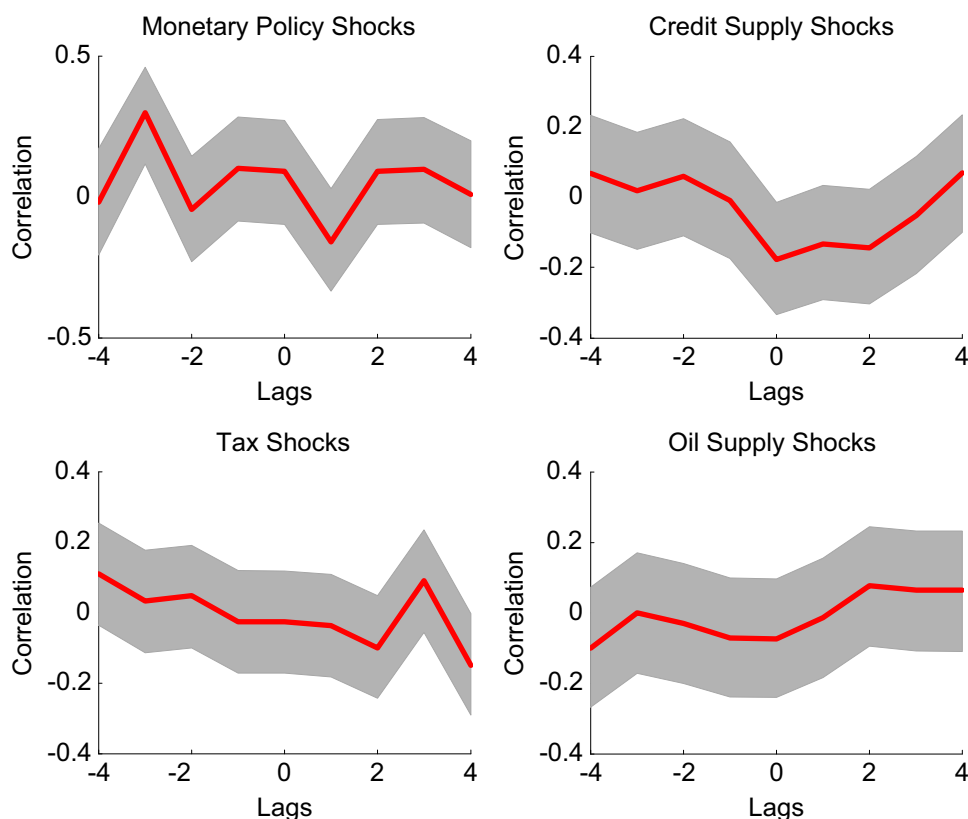 Monetary Policy Shocks
0.5
0
-0.5
Correlation
-4 -2 0 2 4
Lags
Credit Supply Shocks
0.4
0.2
0
-0.2
-0.4
Correlation
-4 -2 0 2 4
Lags
Tax Shocks
0.4
0.2
0
-0.2
-0.4
Correlation
-4 -2 0 2 4
Lags
Oil Supply Shocks
0.4
0.2
0
-0.2
-0.4
Correlation
-4 -2 0 2 4
Lags